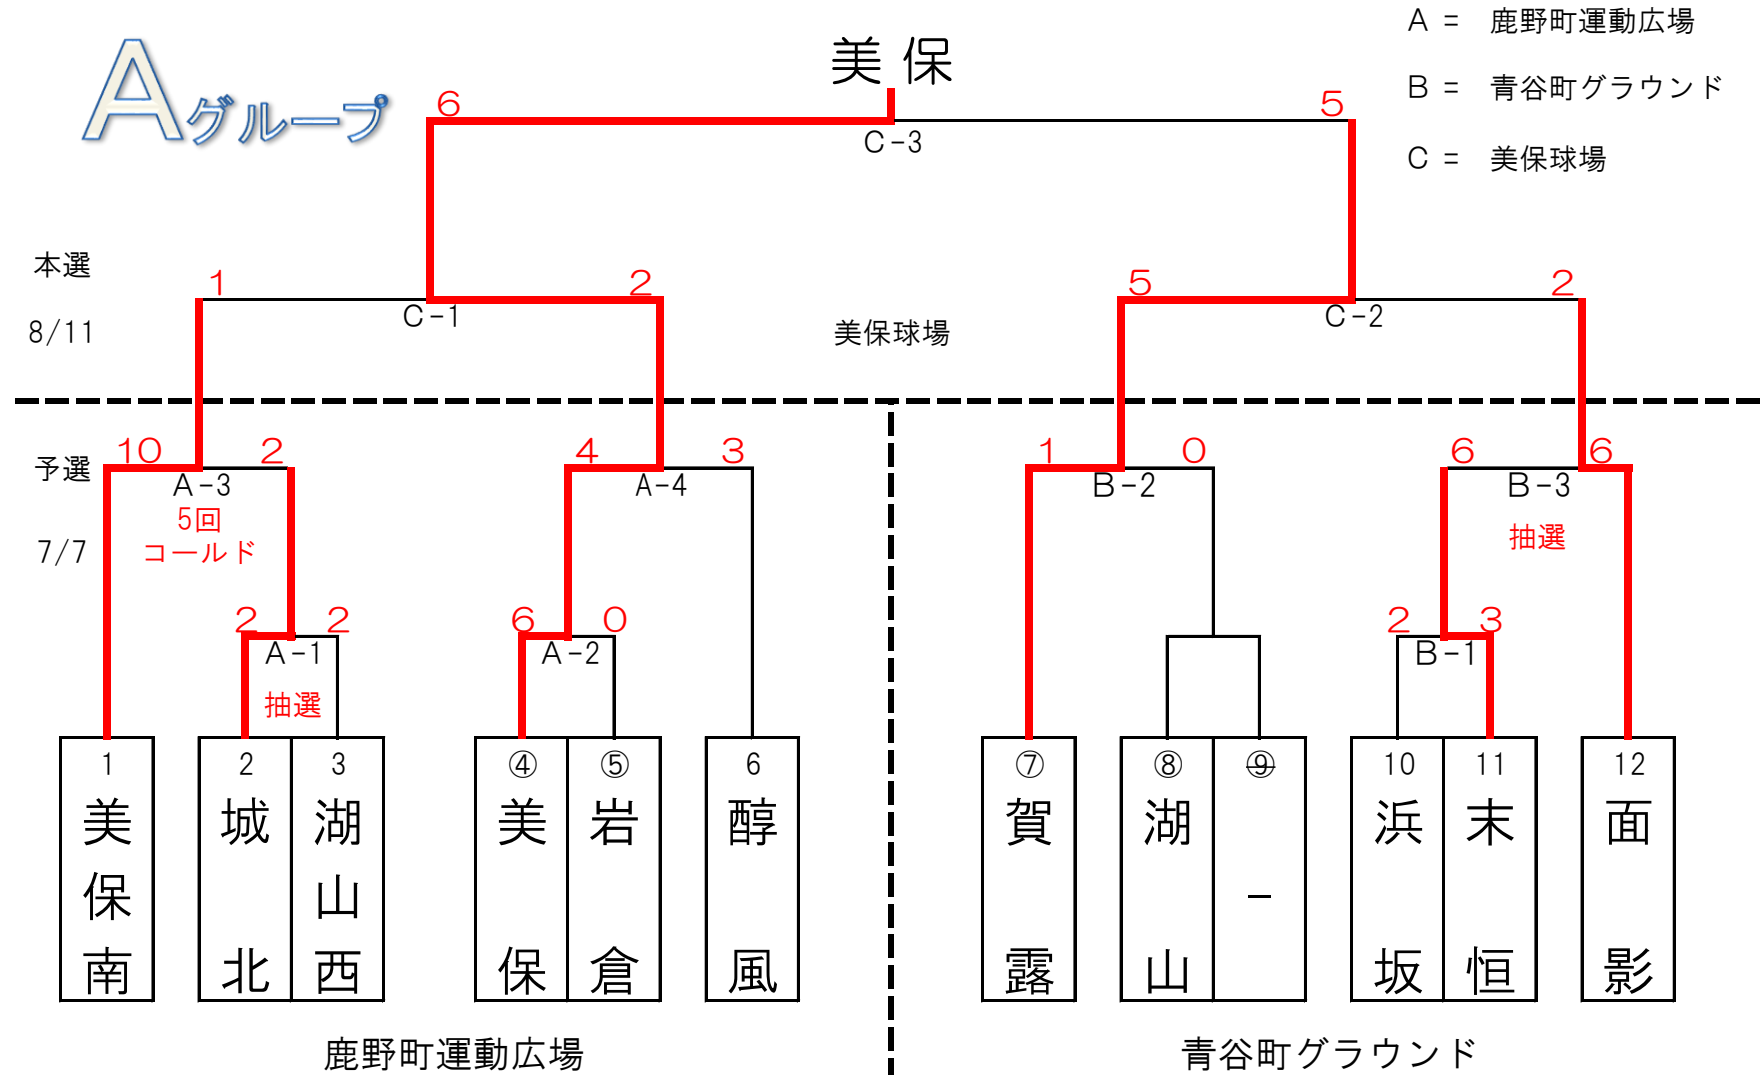 Aグループ
美保
A = 鹿野町運動広場
B = 青谷町グラウンド
C = 美保球場
6 5
C-3
本選
8/11
1 2 5 2
C-1 C-2
美保球場
予選
7/7
10 2 4 3 1 0 6 6
A-3 A-4 B-2 B-3
5回
コールド
抽選
2 2 6 0 2 3
A-1 A-2 B-1
抽選
1 2 3 ④ ⑤ 6 ⑦ ⑧ ⑨ 10 11 12
美保南
城北
湖山西
美保
岩倉
醇風
賀露
湖山
-
浜坂
末恒
面影
鹿野町運動広場
青谷町グラウンド